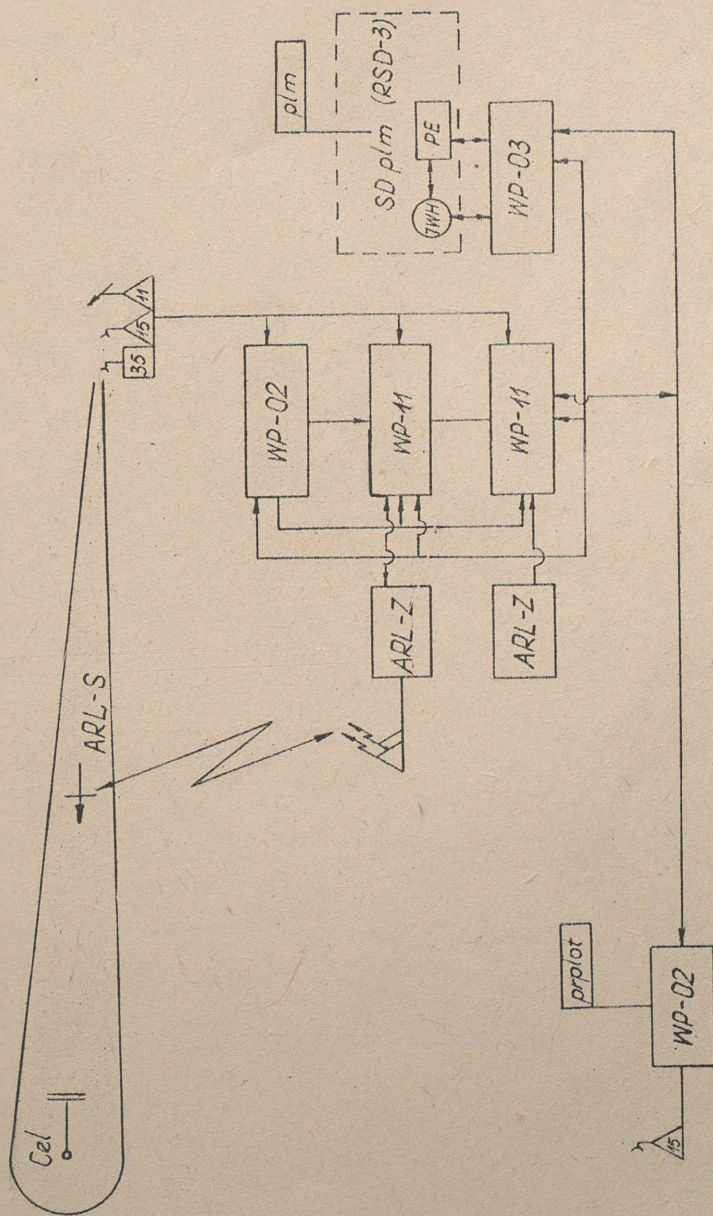 Cel
ARL-S
35
15
11
plm
SD plm (RSD-3)
JWH
PE
WP-02
WP-11
WP-11
WP-03
ARL-Z
ARL-Z
prplot
WP-02
15